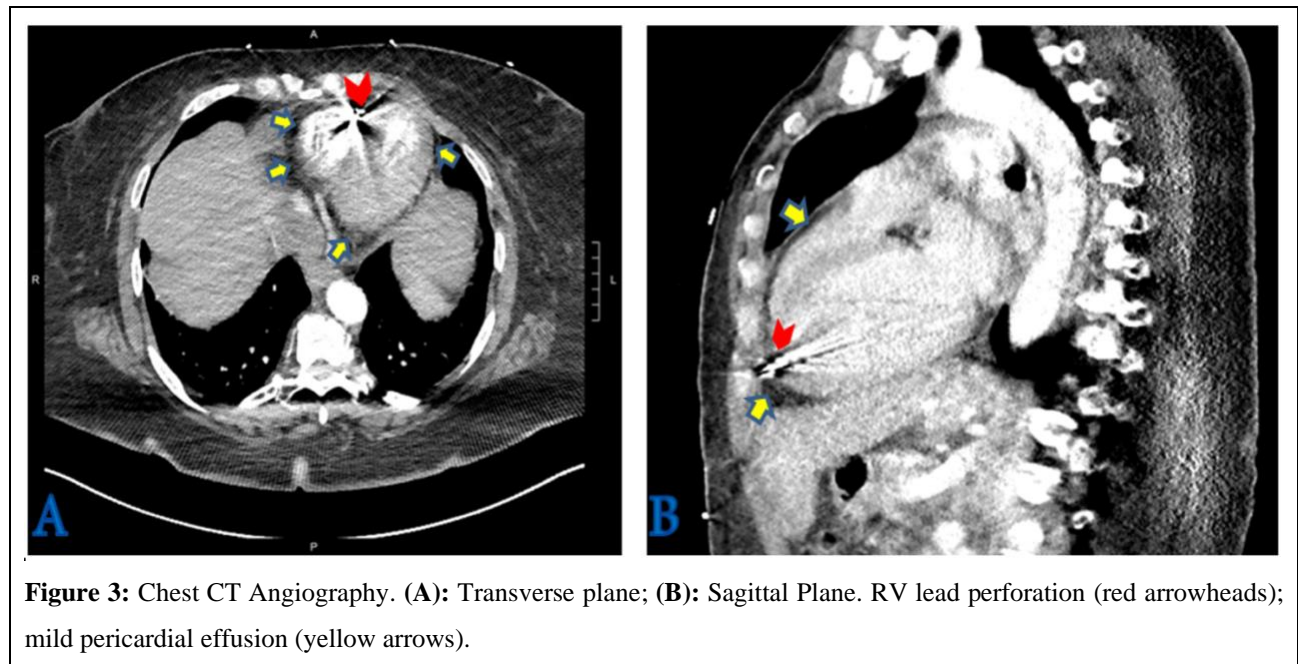 A
R
L
P
A
B
Figure 3: Chest CT Angiography. (A): Transverse plane; (B): Sagittal Plane. RV lead perforation (red arrowheads);
mild pericardial effusion (yellow arrows).